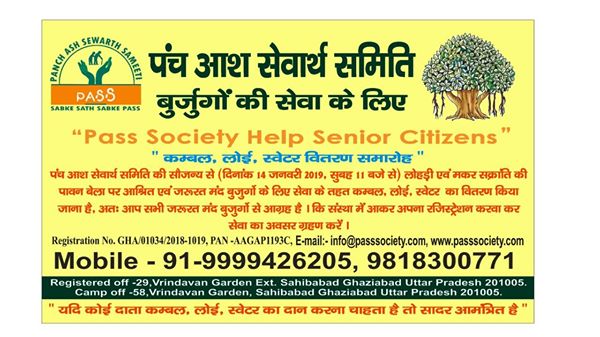 PANCH ASH SEWARTH SAMEETI
PASS
SABKE SATH SABKE PASS
पंच आश सेवार्थ समिति
बुर्जुगों की सेवा के लिए
“Pass Society Help Senior Citizens”
" कम्बल, लोई, स्वेटर वितरण समारोह "
पंच आश सेवार्थ समिति की सौजन्य से (दिनांक 14 जनवरी 2019, सुबह 11 बजे से) लोहड़ी एवं मकर सक्रांति की
पावन बेला पर आश्रित एवं जरूरत मंद बुजुर्गो के लिए सेवा के तहत कम्बल, लोई, स्वेटर का वितरण किया
जाना है, अतः आप सभी जरूरत मंद बुजुर्गो से आग्रह है । कि संस्था में आकर अपना रजिस्ट्रेशन करवा कर
सेवा का अवसर ग्रहण करें ।
Registration No. GHA/01034/2018-1019, PAN -AAGAP1193C, E-mail:- info@passsociety.com, www.passsociety.com
Mobile - 91-9999426205, 9818300771
Registered off -29,Vrindavan Garden Ext. Sahibabad Ghaziabad Uttar Pradesh 201005.
Camp off -58,Vrindavan Garden, Sahibabad Ghaziabad Uttar Pradesh 201005.
" यदि कोई दाता कम्बल, लोई, स्वेटर का दान करना चाहता है तो सादर आमंत्रित है "